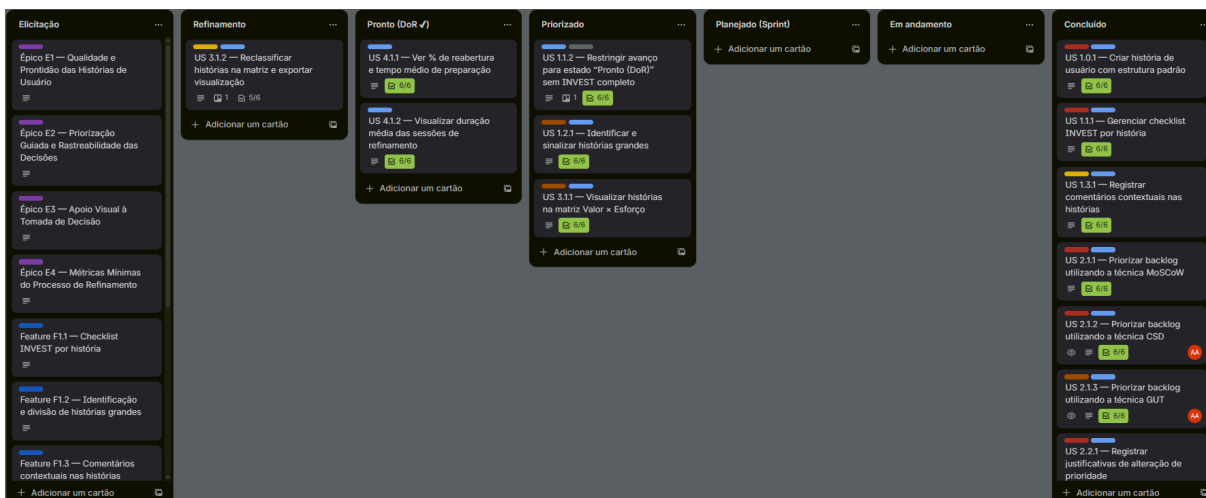 Elicitação
Épico E1 — Qualidade e
Prontidão das Histórias de
Usuário
Épico E2 — Priorização
Guiada e Rastreabilidade das
Decisões
Épico E3 — Apoio Visual à
Tomada de Decisão
Épico E4 — Métricas Mínimas
do Processo de Refinamento
Feature F1.1 — Checklist
INVEST por história
Feature F1.2 — Identificação
e divisão de histórias grandes
Feature F1.3 — Comentários
contextuais nas histórias
+ Adicionar um cartão
Refinamento
US 3.1.2 — Reclassificar
histórias na matriz e exportar
visualização
1 5/6
+ Adicionar um cartão
Pronto (DoR ✓)
US 4.1.1 — Ver % de reabertura
e tempo médio de preparação
6/6
US 4.1.2 — Visualizar duração
média das sessões de
refinamento
6/6
+ Adicionar um cartão
Priorizado
US 1.1.2 — Restringir avanço
para estado “Pronto (DoR)”
sem INVEST completo
1 6/6
US 1.2.1 — Identificar e
sinalizar histórias grandes
6/6
US 3.1.1 — Visualizar histórias
na matriz Valor × Esforço
6/6
+ Adicionar um cartão
Planejado (Sprint)
+ Adicionar um cartão
Em andamento
+ Adicionar um cartão
Concluído
US 1.0.1 — Criar história de
usuário com estrutura padrão
6/6
US 1.1.1 — Gerenciar checklist
INVEST por história
6/6
US 1.3.1 — Registrar
comentários contextuais nas
histórias
6/6
US 2.1.1 — Priorizar backlog
utilizando a técnica MoSCoW
6/6
US 2.1.2 — Priorizar backlog
utilizando a técnica CSD
6/6 AA
US 2.1.3 — Priorizar backlog
utilizando a técnica GUT
6/6 AA
US 2.2.1 — Registrar
justificativas de alteração de
prioridade
+ Adicionar um cartão